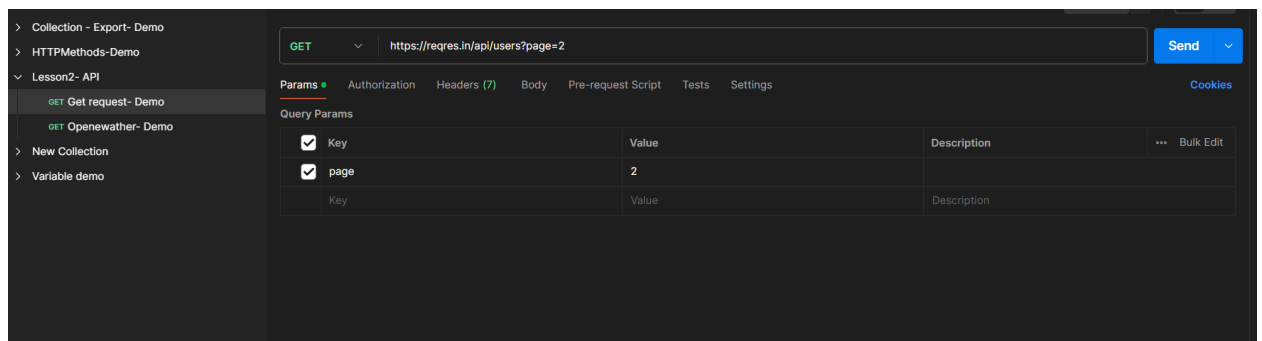 Collection - Export- Demo
HTTPMethods-Demo
Lesson2- API
GET Get request- Demo
GET Openewather- Demo
New Collection
Variable demo
GET https://reqres.in/api/users?page=2 Send
Params Authorization Headers (7) Body Pre-request Script Tests Settings Cookies
Query Params
Key Value Description ••• Bulk Edit
page 2
Key Value Description